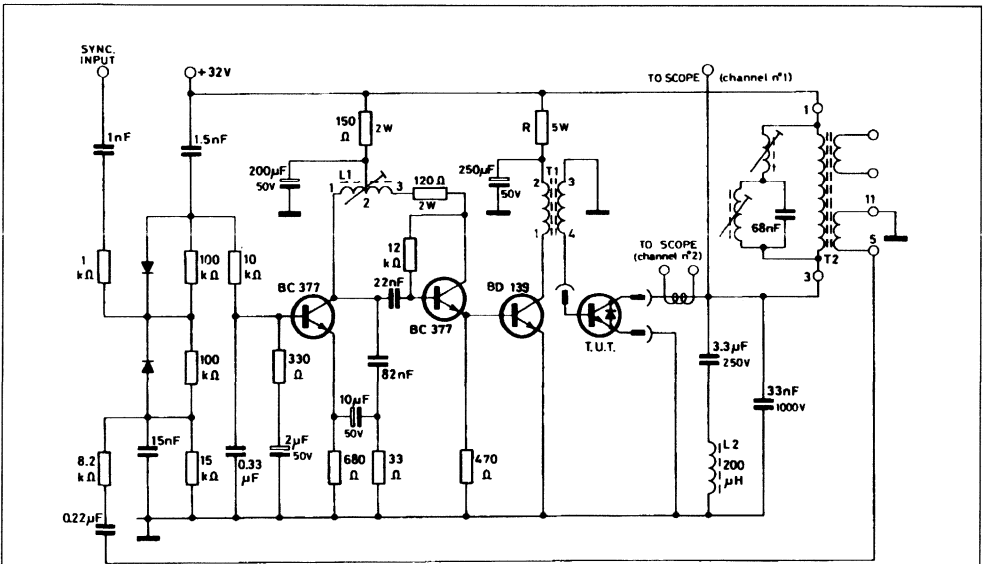 SYNC.
INPUT
+32V
TO SCOPE (channel n°1)
1
1nF
1.5nF
150
Ω
2W
R
5W
200µF
50V
L1
1
2
3
120Ω
2W
250µF
50V
T1
2
3
1
4
68nF
11
5
T2
3
1
kΩ
100
kΩ
10
kΩ
12
kΩ
TO SCOPE
(channel n°2)
BC 377
22nF
BC 377
BD 139
T.U.T.
100
kΩ
330
Ω
82nF
3.3µF
250V
33nF
1000V
10µF
50V
15nF
2µF
50V
L2
200
µH
8.2
kΩ
15
kΩ
0.33
µF
680
Ω
33
Ω
470
Ω
0.22µF